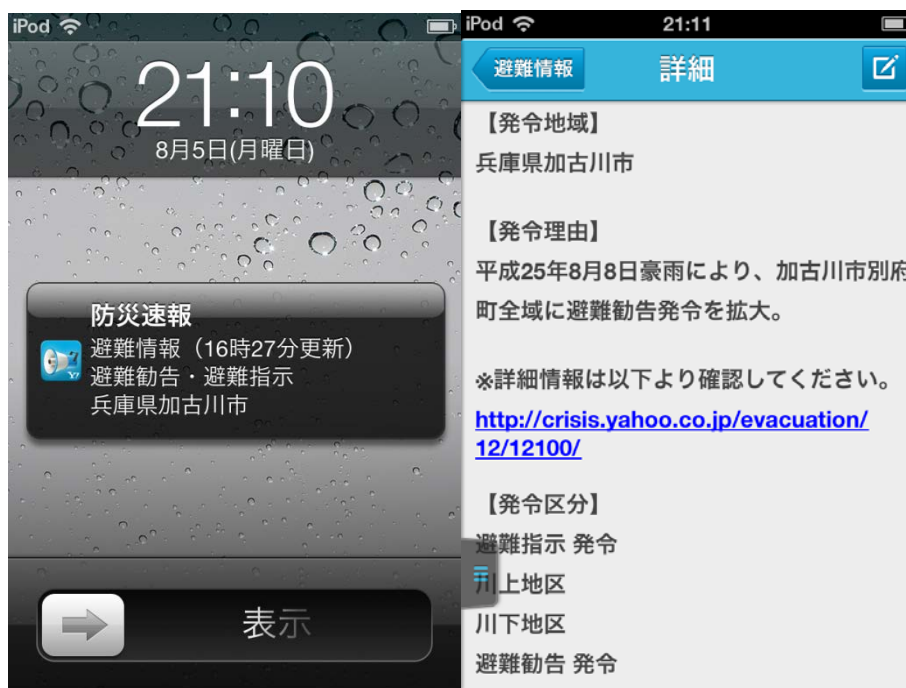 iPod
21:10
8月5日(月曜日)
防災速報
避難情報（16時27分更新）
避難勧告・避難指示
兵庫県加古川市
Y!
表示
iPod 21:11
避難情報 詳細
【発令地域】
兵庫県加古川市
【発令理由】
平成25年8月8日豪雨により、加古川市別府
町全域に避難勧告発令を拡大。
※詳細情報は以下より確認してください。
http://crisis.yahoo.co.jp/evacuation/
12/12100/
【発令区分】
避難指示 発令
川上地区
川下地区
避難勧告 発令